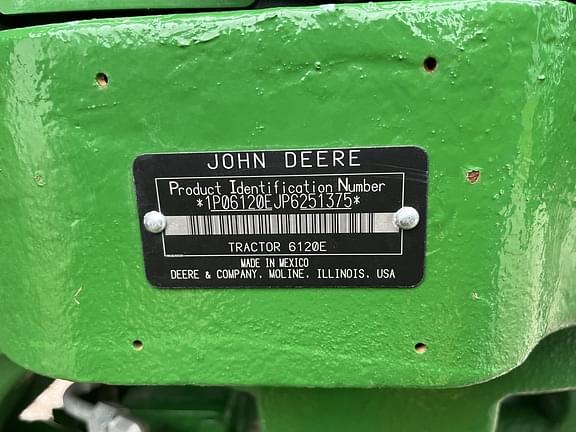 JOHN DEERE
Product Identification Number
*1P06120EJP6251375*
TRACTOR 6120E
MADE IN MEXICO
DEERE & COMPANY, MOLINE, ILLINOIS, USA